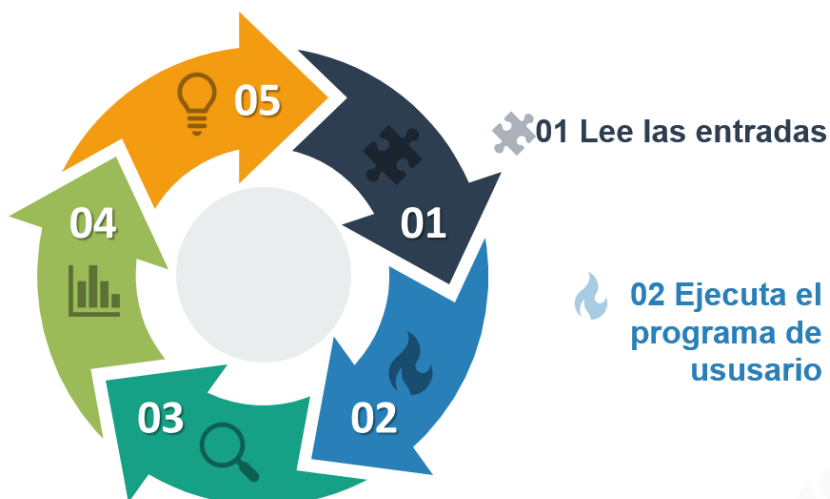 05
01 Lee las entradas
04
01
02 Ejecuta el
programa de
ususario
03
02